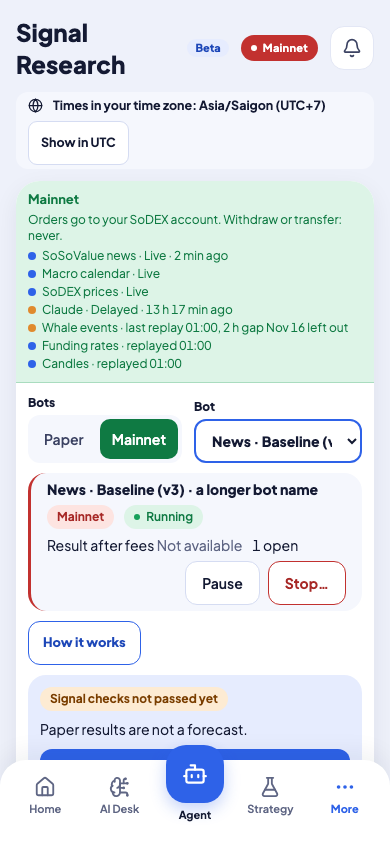 Signal
Research
Beta
Mainnet
Times in your time zone: Asia/Saigon (UTC+7)
Show in UTC
Mainnet
Orders go to your SoDEX account. Withdraw or transfer:
never.
SoSoValue news · Live · 2 min ago
Macro calendar · Live
SoDEX prices · Live
Claude · Delayed · 13 h 17 min ago
Whale events · last replay 01:00, 2 h gap Nov 16 left out
Funding rates · replayed 01:00
Candles · replayed 01:00
Bots
Bot
Paper
Mainnet
News · Baseline (v
News · Baseline (v3) · a longer bot name
Mainnet
Running
Result after fees Not available 1 open
Pause
Stop…
How it works
Signal checks not passed yet
Paper results are not a forecast.
Home
AI Desk
Agent
Strategy
More